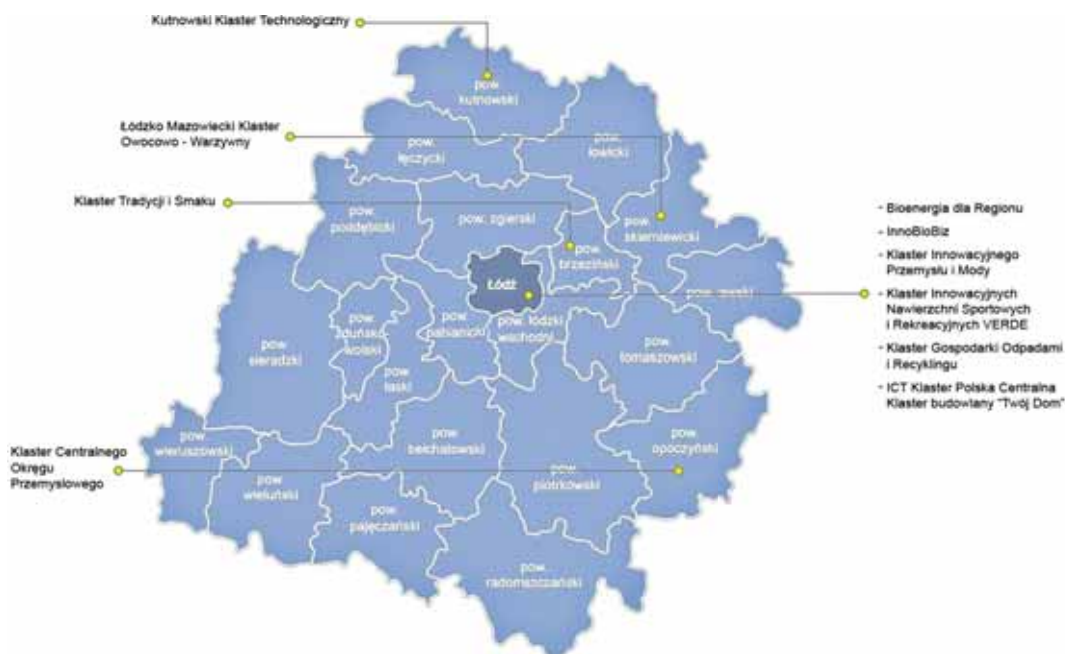 Kutnowski Klaster Technologiczny
Łódzko Mazowiecki Klaster
Owocowo - Warzywny
Klaster Tradycji i Smaku
Klaster Centralnego
Okręgu
Przemysłowego
pow.
kutnowski
pow.
łęczycki
pow.
łowicki
pow.
poddębicki
pow. zgierski
pow.
skierniewicki
pow.
brzeziński
Łódź
pow. rawski
pow.
sieradzki
pow.
zduńsko
wolski
pow.
pabianicki
pow. łódzki
wschodni
pow.
tomaszowski
pow.
łaski
pow.
wieruszowski
pow.
bełchatowski
pow.
opoczyński
pow.
wieluński
pow.
piotrkowski
pow.
pajęczański
pow.
radomszczański
- Bioenergia dla Regionu
- InnoBioBiz
- Klaster Innowacyjnego
Przemysłu i Mody
- Klaster Innowacyjnych
Nawierzchni Sportowych
i Rekreacyjnych VERDE
- Klaster Gospodarki Odpadami
i Recyklingu
- ICT Klaster Polska Centralna
Klaster budowlany "Twój Dom"